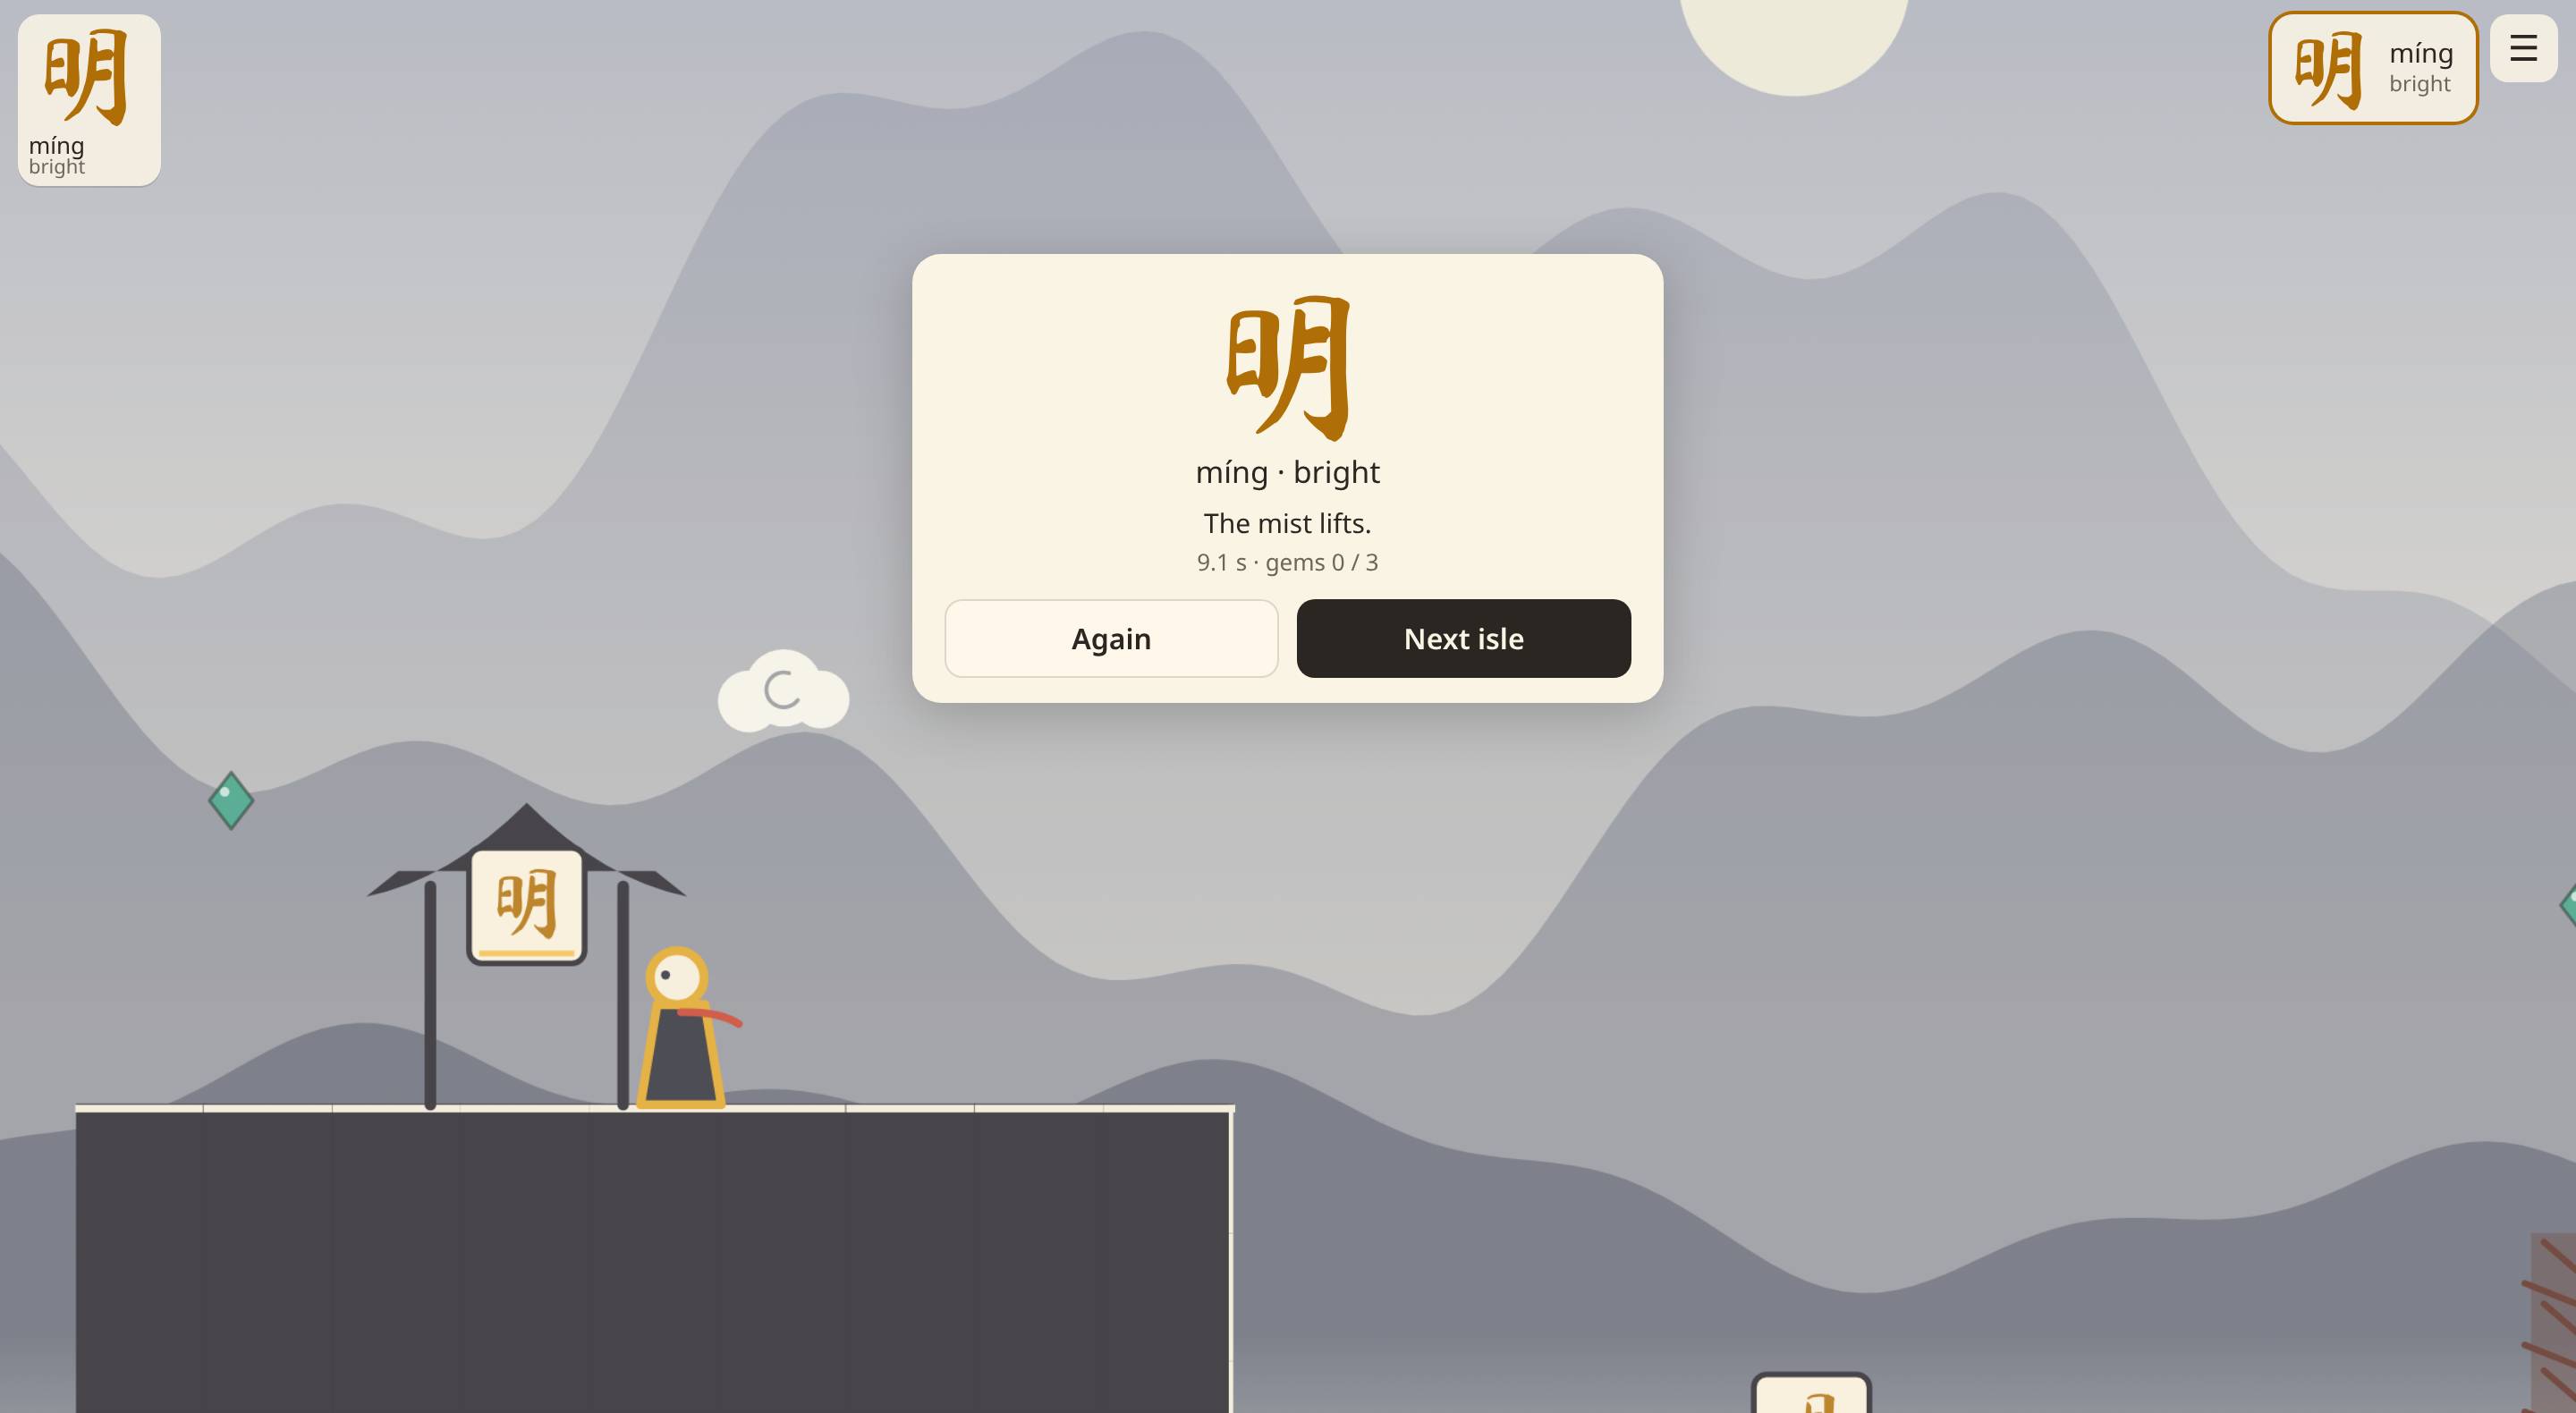 明
míng
bright
明
míng
bright
☰
明
míng · bright
The mist lifts.
9.1 s · gems 0 / 3
Again
Next isle
明